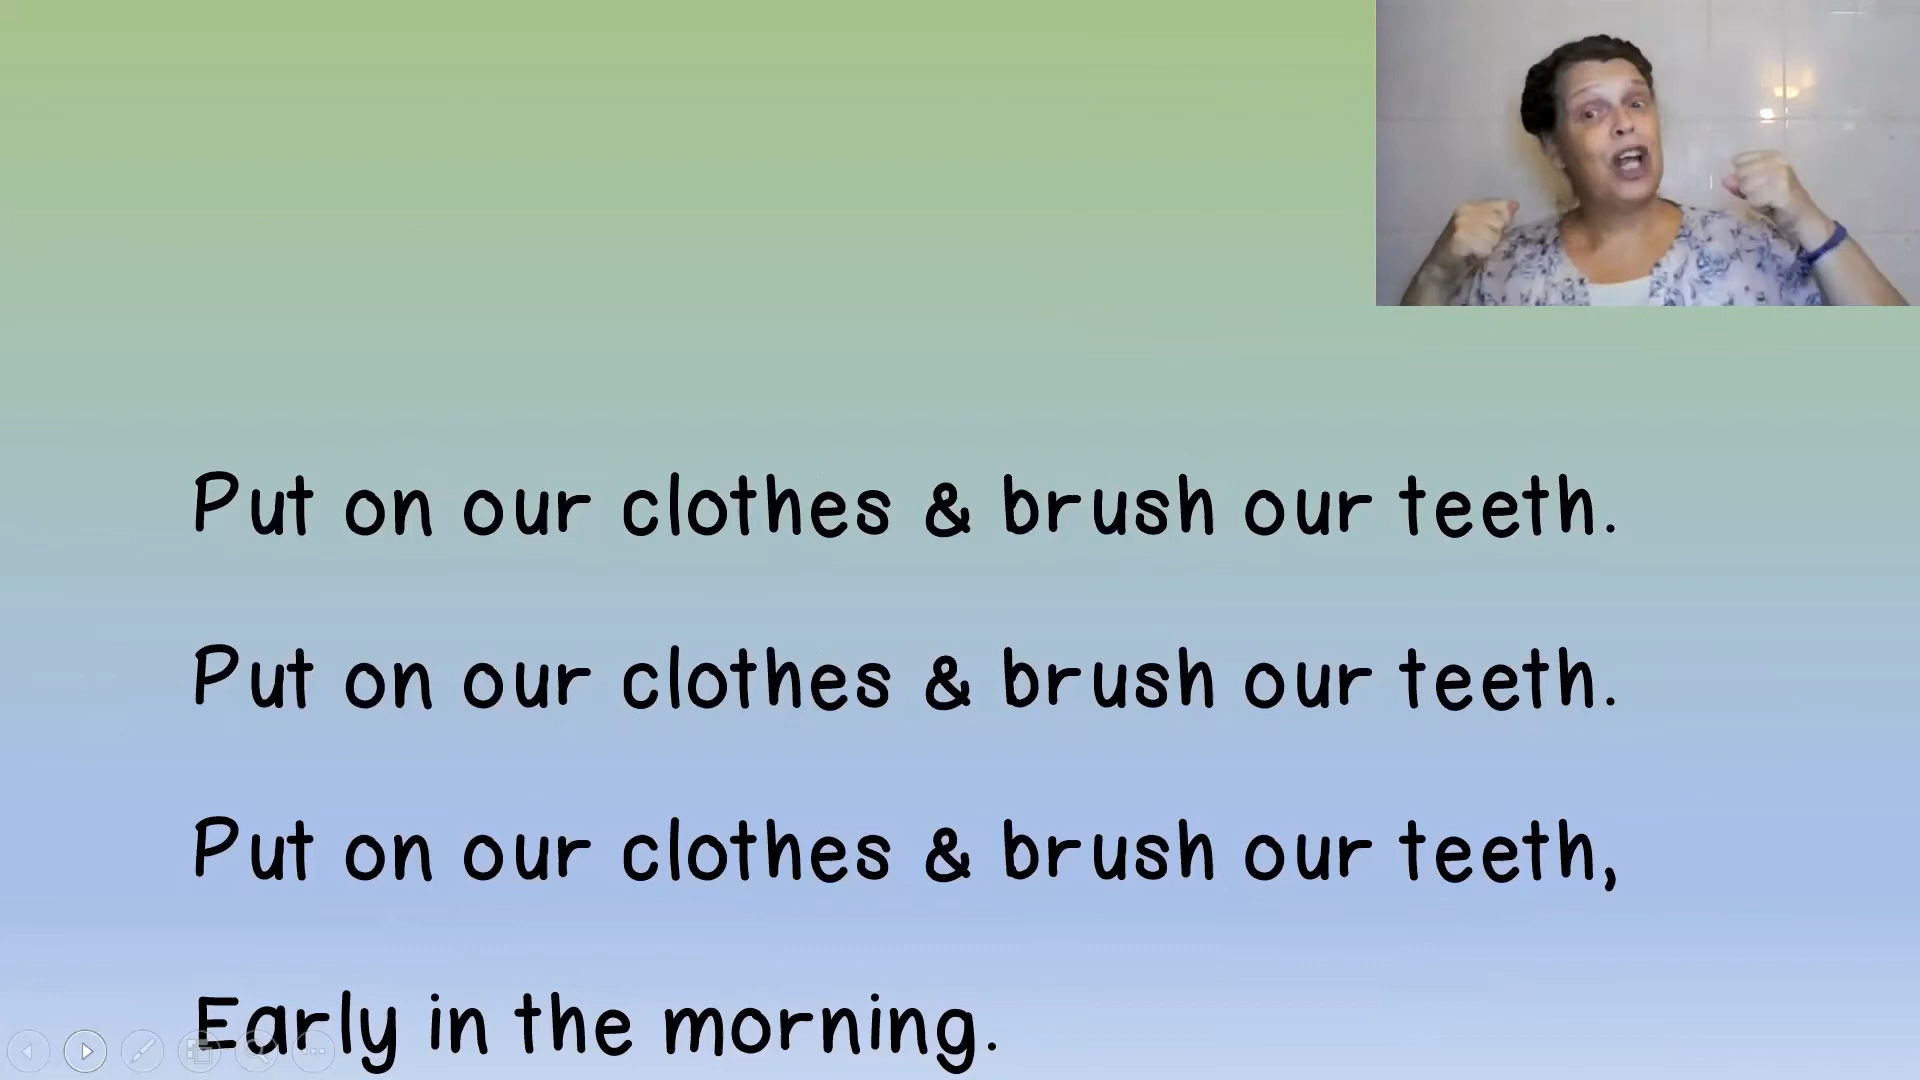 Put on our clothes & brush our teeth.
Put on our clothes & brush our teeth.
Put on our clothes & brush our teeth,
Early in the morning.